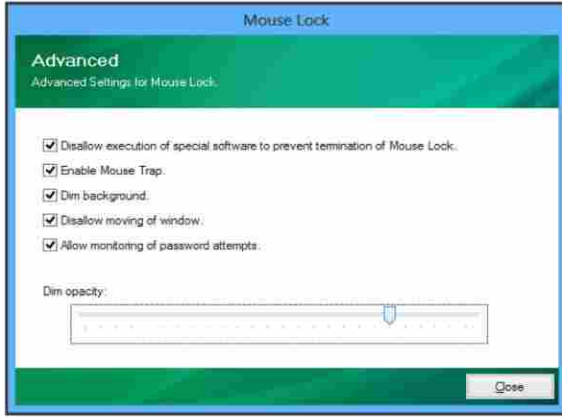 Mouse Lock
Advanced
Advanced Settings for Mouse Lock.
Disallow execution of special software to prevent termination of Mouse Lock.
Enable Mouse Trap.
Dim background.
Disallow moving of window.
Allow monitoring of password attempts.
Dim opacity:
Close